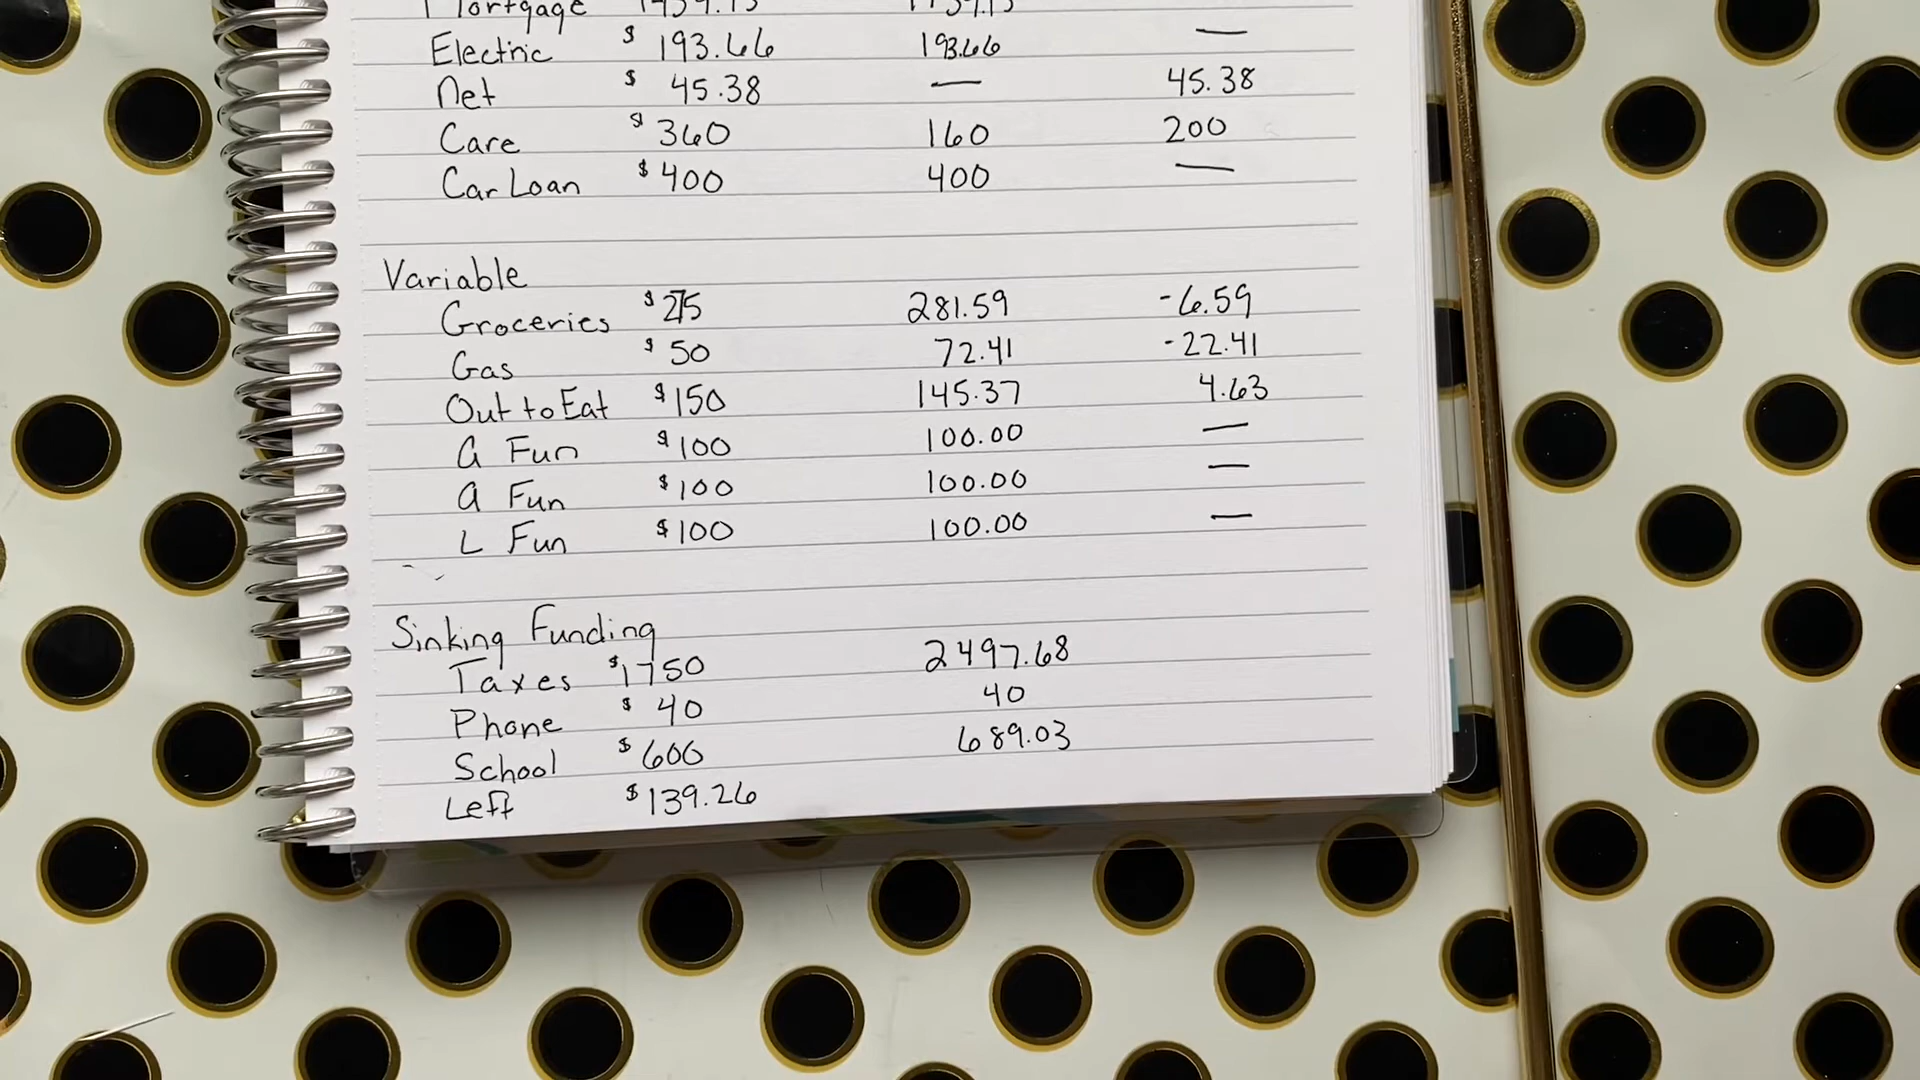 Mortgage
Electric $ 193.66 193.66 —
Net $ 45.38 — 45.38
Care $ 360 160 200
Car Loan $ 400 400 —
Variable
Groceries $ 275 281.59 -6.59
Gas $ 50 72.41 -22.41
Out to Eat $ 150 145.37 4.63
A Fun $ 100 100.00 —
A Fun $ 100 100.00 —
L Fun $ 100 100.00 —
Sinking Funding
Taxes $ 1750 2497.68
Phone $ 40 40
School $ 600 689.03
Left $ 139.26